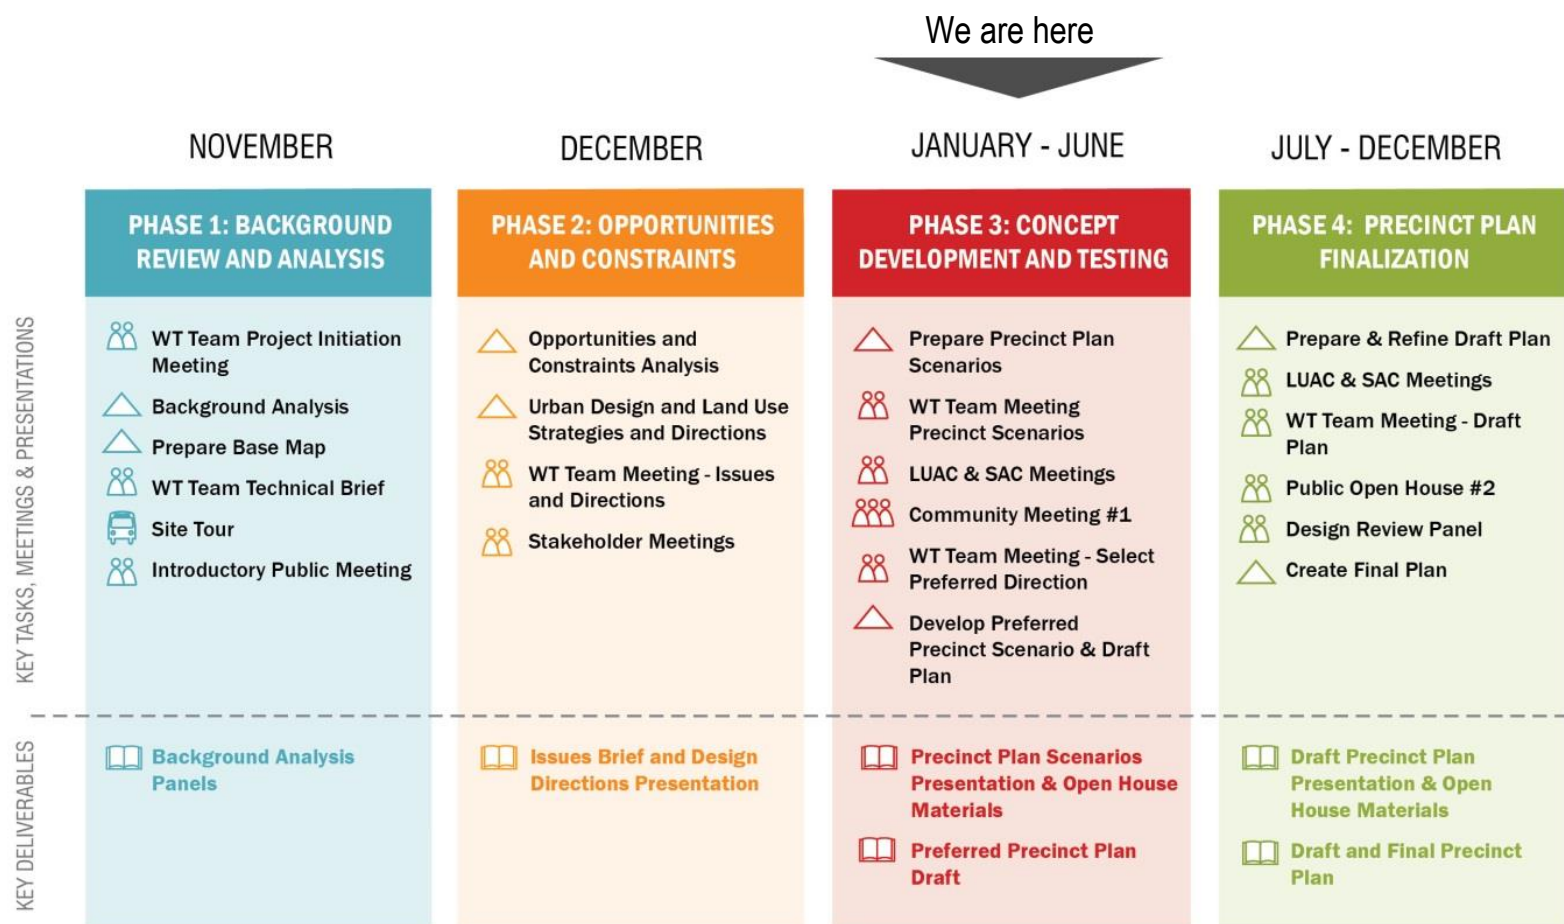 We are here
NOVEMBER
DECEMBER
JANUARY - JUNE
JULY - DECEMBER
PHASE 1: BACKGROUND
REVIEW AND ANALYSIS
PHASE 2: OPPORTUNITIES
AND CONSTRAINTS
PHASE 3: CONCEPT
DEVELOPMENT AND TESTING
PHASE 4: PRECINCT PLAN
FINALIZATION
KEY TASKS, MEETINGS & PRESENTATIONS
WT Team Project Initiation
Meeting
Background Analysis
Prepare Base Map
WT Team Technical Brief
Site Tour
Introductory Public Meeting
Opportunities and
Constraints Analysis
Urban Design and Land Use
Strategies and Directions
WT Team Meeting - Issues
and Directions
Stakeholder Meetings
Prepare Precinct Plan
Scenarios
WT Team Meeting
Precinct Scenarios
LUAC & SAC Meetings
Community Meeting #1
WT Team Meeting - Select
Preferred Direction
Develop Preferred
Precinct Scenario & Draft
Plan
Prepare & Refine Draft Plan
LUAC & SAC Meetings
WT Team Meeting - Draft
Plan
Public Open House #2
Design Review Panel
Create Final Plan
KEY DELIVERABLES
Background Analysis
Panels
Issues Brief and Design
Directions Presentation
Precinct Plan Scenarios
Presentation & Open House
Materials
Preferred Precinct Plan
Draft
Draft Precinct Plan
Presentation & Open
House Materials
Draft and Final Precinct
Plan